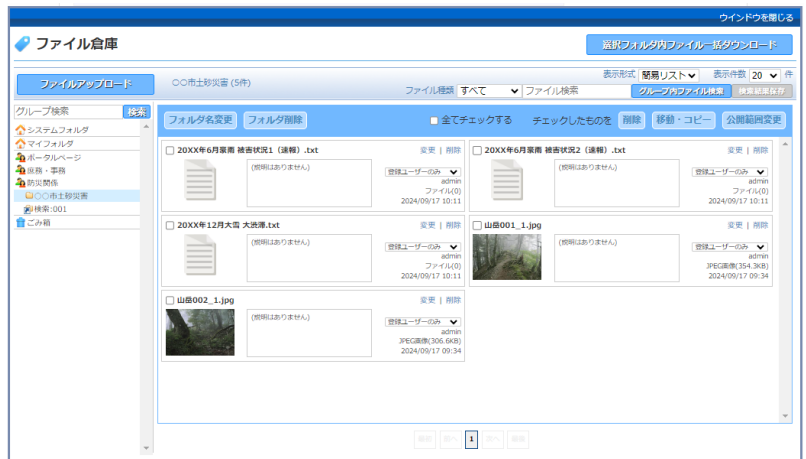 ウインドウを閉じる
ファイル倉庫
選択フォルダ内ファイル一括ダウンロード
ファイルアップロード
〇〇市土砂災害 (5件)
表示形式 簡易リスト 表示件数 20 件
ファイル種類 すべて ファイル検索 グループ内ファイル検索 検索結果保存
グループ検索 検索
システムフォルダ
マイフォルダ
ポータルページ
庶務・事務
防災関係
〇〇市土砂災害
検索:001
ごみ箱
フォルダ名変更 フォルダ削除 全てチェックする チェックしたものを 削除 移動・コピー 公開範囲変更
20XX年6月豪雨 被害状況1（速報）.txt 変更 | 削除
(説明はありません)
登録ユーザーのみ
admin
ファイル(0)
2024/09/17 10:11
20XX年6月豪雨 被害状況2（速報）.txt 変更 | 削除
(説明はありません)
登録ユーザーのみ
admin
ファイル(0)
2024/09/17 10:11
20XX年12月大雪 大渋滞.txt 変更 | 削除
(説明はありません)
登録ユーザーのみ
admin
ファイル(0)
2024/09/17 10:11
山岳001_1.jpg 変更 | 削除
(説明はありません)
登録ユーザーのみ
admin
JPEG画像(354.3KB)
2024/09/17 09:34
山岳002_1.jpg 変更 | 削除
(説明はありません)
登録ユーザーのみ
admin
JPEG画像(306.6KB)
2024/09/17 09:34
1